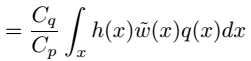 = \frac{C_q}{C_p} \int_x h(x)\tilde{w}(x)q(x)dx